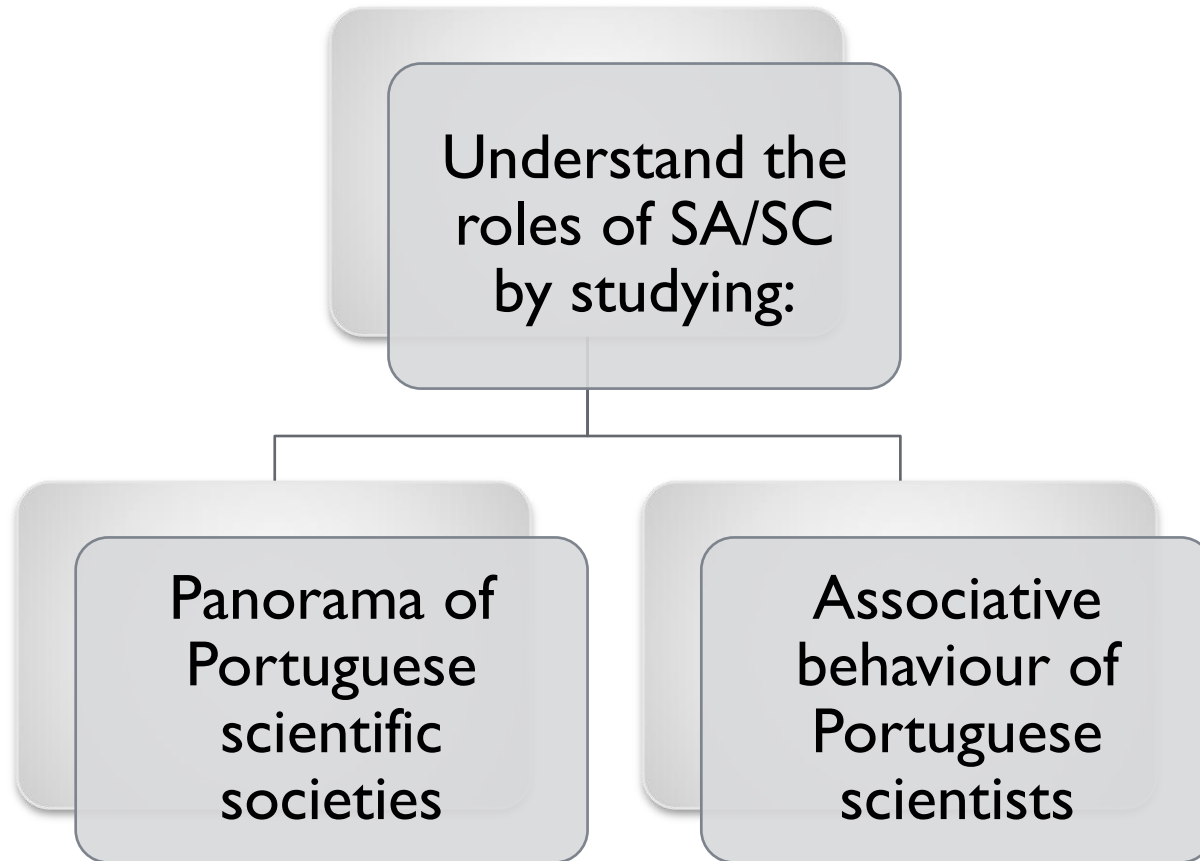 Understand the
roles of SA/SC
by studying:
Panorama of
Portuguese
scientific
societies
Associative
behaviour of
Portuguese
scientists